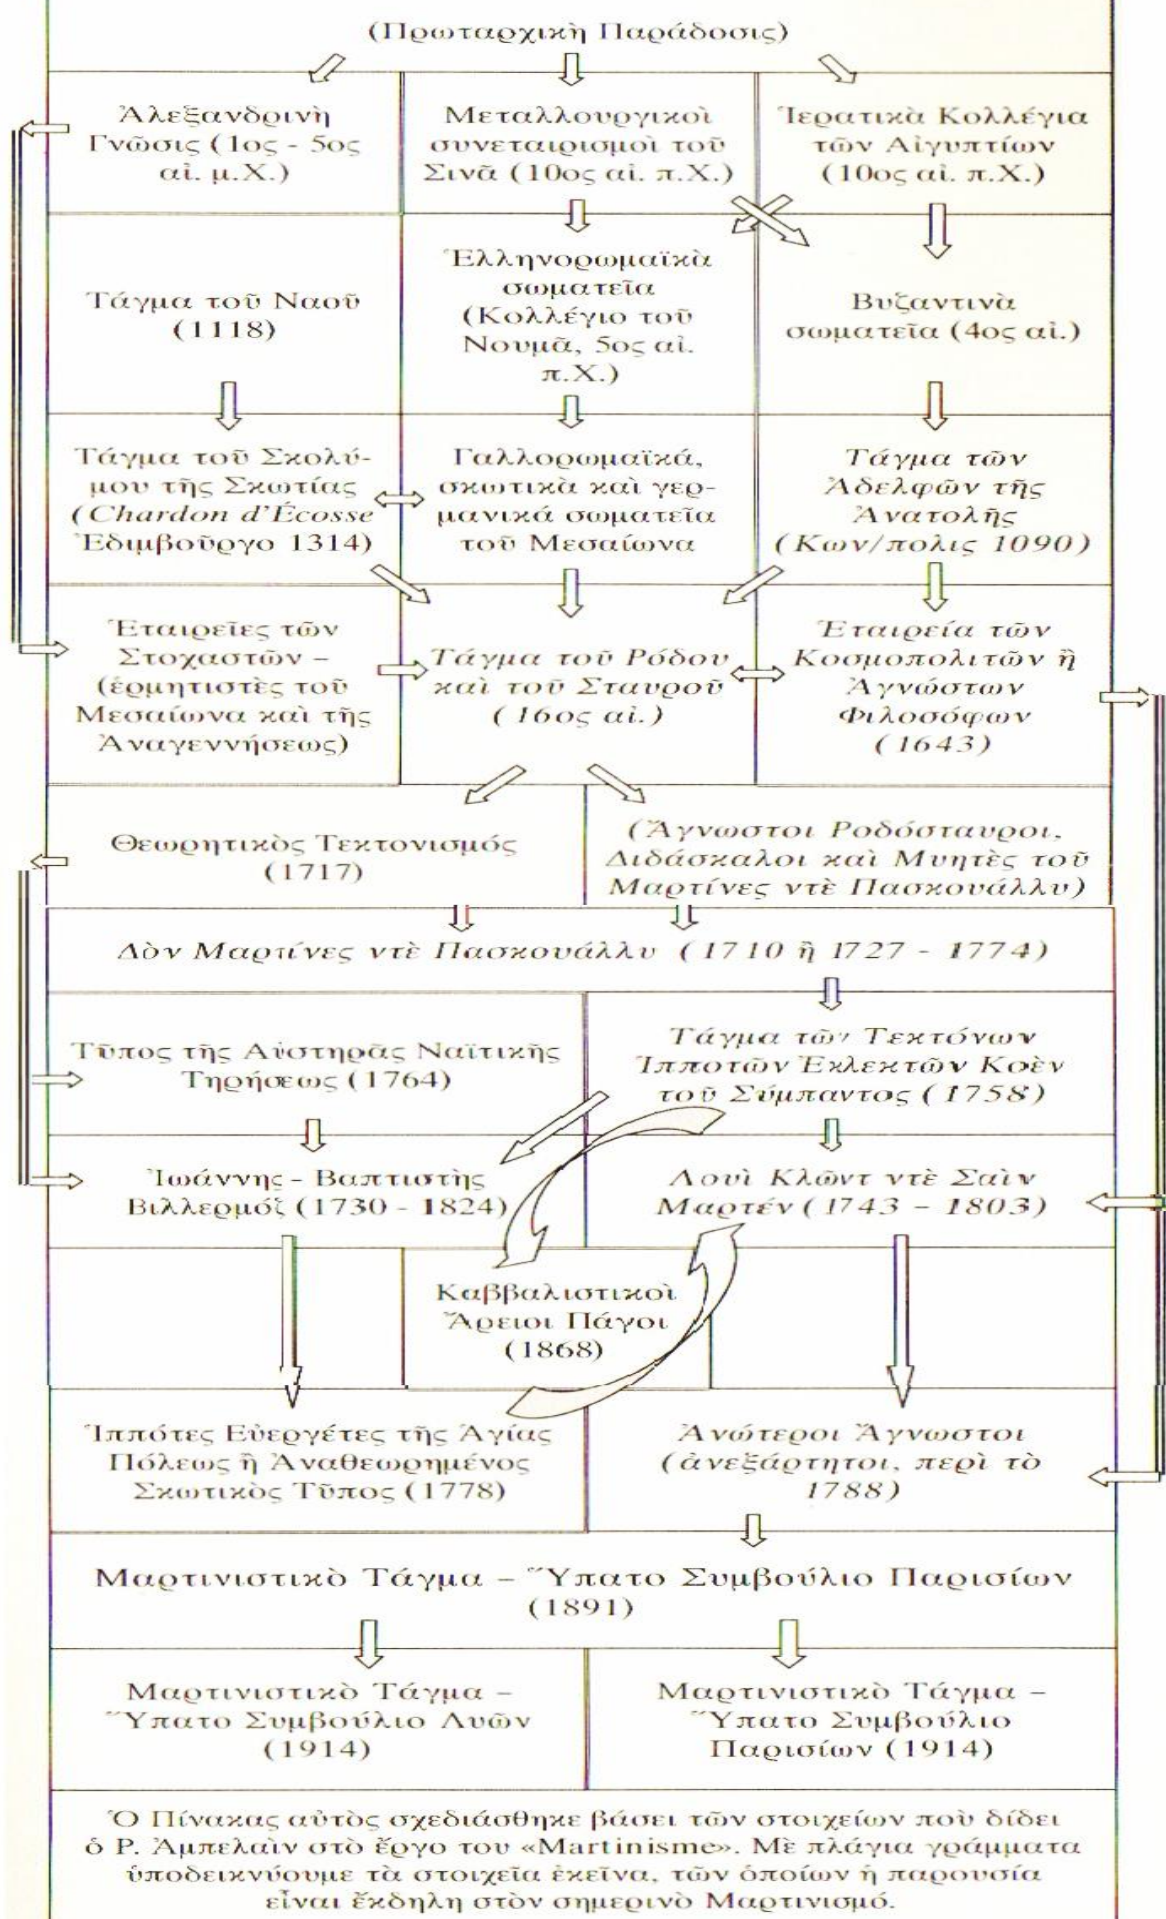 (Πρωταρχικὴ Παράδοσις)
Ἀλεξανδρινὴ
Γνῶσις (1ος - 5ος
αἰ. μ.Χ.)
Μεταλλουργικοὶ
συνεταιρισμοὶ τοῦ
Σινᾶ (10ος αἰ. π.Χ.)
Ἱερατικὰ Κολλέγια
τῶν Αἰγυπτίων
(10ος αἰ. π.Χ.)
Τάγμα τοῦ Ναοῦ
(1118)
Ἑλληνορωμαϊκὰ
σωματεῖα
(Κολλέγιο τοῦ
Νουμᾶ, 5ος αἰ.
π.Χ.)
Βυζαντινὰ
σωματεῖα (4ος αἰ.)
Τάγμα τοῦ Σκολύ-
μου τῆς Σκωτίας
(Chardon d'Écosse
Ἐδιμβοῦργο 1314)
Γαλλορωμαϊκά,
σκωτικὰ καὶ γερ-
μανικά σωματεῖα
τοῦ Μεσαίωνα
Τάγμα τῶν
Ἀδελφῶν τῆς
Ἀνατολῆς
(Κων/πολις 1090)
Ἑταιρεῖες τῶν
Στοχαστῶν –
(ἑρμητιστὲς τοῦ
Μεσαίωνα καὶ τῆς
Ἀναγεννήσεως)
Τάγμα τοῦ Ρόδου
καὶ τοῦ Σταυροῦ
(16ος αἰ.)
Ἑταιρεία τῶν
Κοσμοπολιτῶν ἢ
Ἀγνώστων
Φιλοσόφων
(1643)
Θεωρητικὸς Τεκτονισμός
(1717)
(Ἄγνωστοι Ροδόσταυροι,
Διδάσκαλοι καὶ Μυητὲς τοῦ
Μαρτίνες ντὲ Πασκουάλλυ)
Δὸν Μαρτίνες ντὲ Πασκουάλλυ (1710 ἢ 1727 - 1774)
Τῦπος τῆς Αὐστηρᾶς Ναϊτικῆς
Τηρήσεως (1764)
Τάγμα τῶν Τεκτόνων
Ἱπποτῶν Ἐκλεκτῶν Κοὲν
τοῦ Σύμπαντος (1758)
Ἰωάννης - Βαπτιστὴς
Βιλλερμόζ (1730 - 1824)
Λουὶ Κλῶντ ντὲ Σαὶν
Μαρτέν (1743 – 1803)
Καββαλιστικοὶ
Ἄρειοι Πάγοι
(1868)
Ἱππότες Εὐεργέτες τῆς Ἁγίας
Πόλεως ἢ Ἀναθεωρημένος
Σκωτικὸς Τῦπος (1778)
Ἀνώτεροι Ἄγνωστοι
(ἀνεξάρτητοι, περὶ τὸ
1788)
Μαρτινιστικὸ Τάγμα – Ὕπατο Συμβούλιο Παρισίων
(1891)
Μαρτινιστικὸ Τάγμα –
Ὕπατο Συμβούλιο Λυῶν
(1914)
Μαρτινιστικὸ Τάγμα –
Ὕπατο Συμβούλιο
Παρισίων (1914)
Ὁ Πίνακας αὐτὸς σχεδιάσθηκε βάσει τῶν στοιχείων ποὺ δίδει
ὁ Ρ. Ἀμπελαὶν στὸ ἔργο του «Martinisme». Μὲ πλάγια γράμματα
ὑποδεικνύουμε τὰ στοιχεῖα ἐκεῖνα, τῶν ὁποίων ἡ παρουσία
εἶναι ἔκδηλη στὸν σημερινὸ Μαρτινισμό.